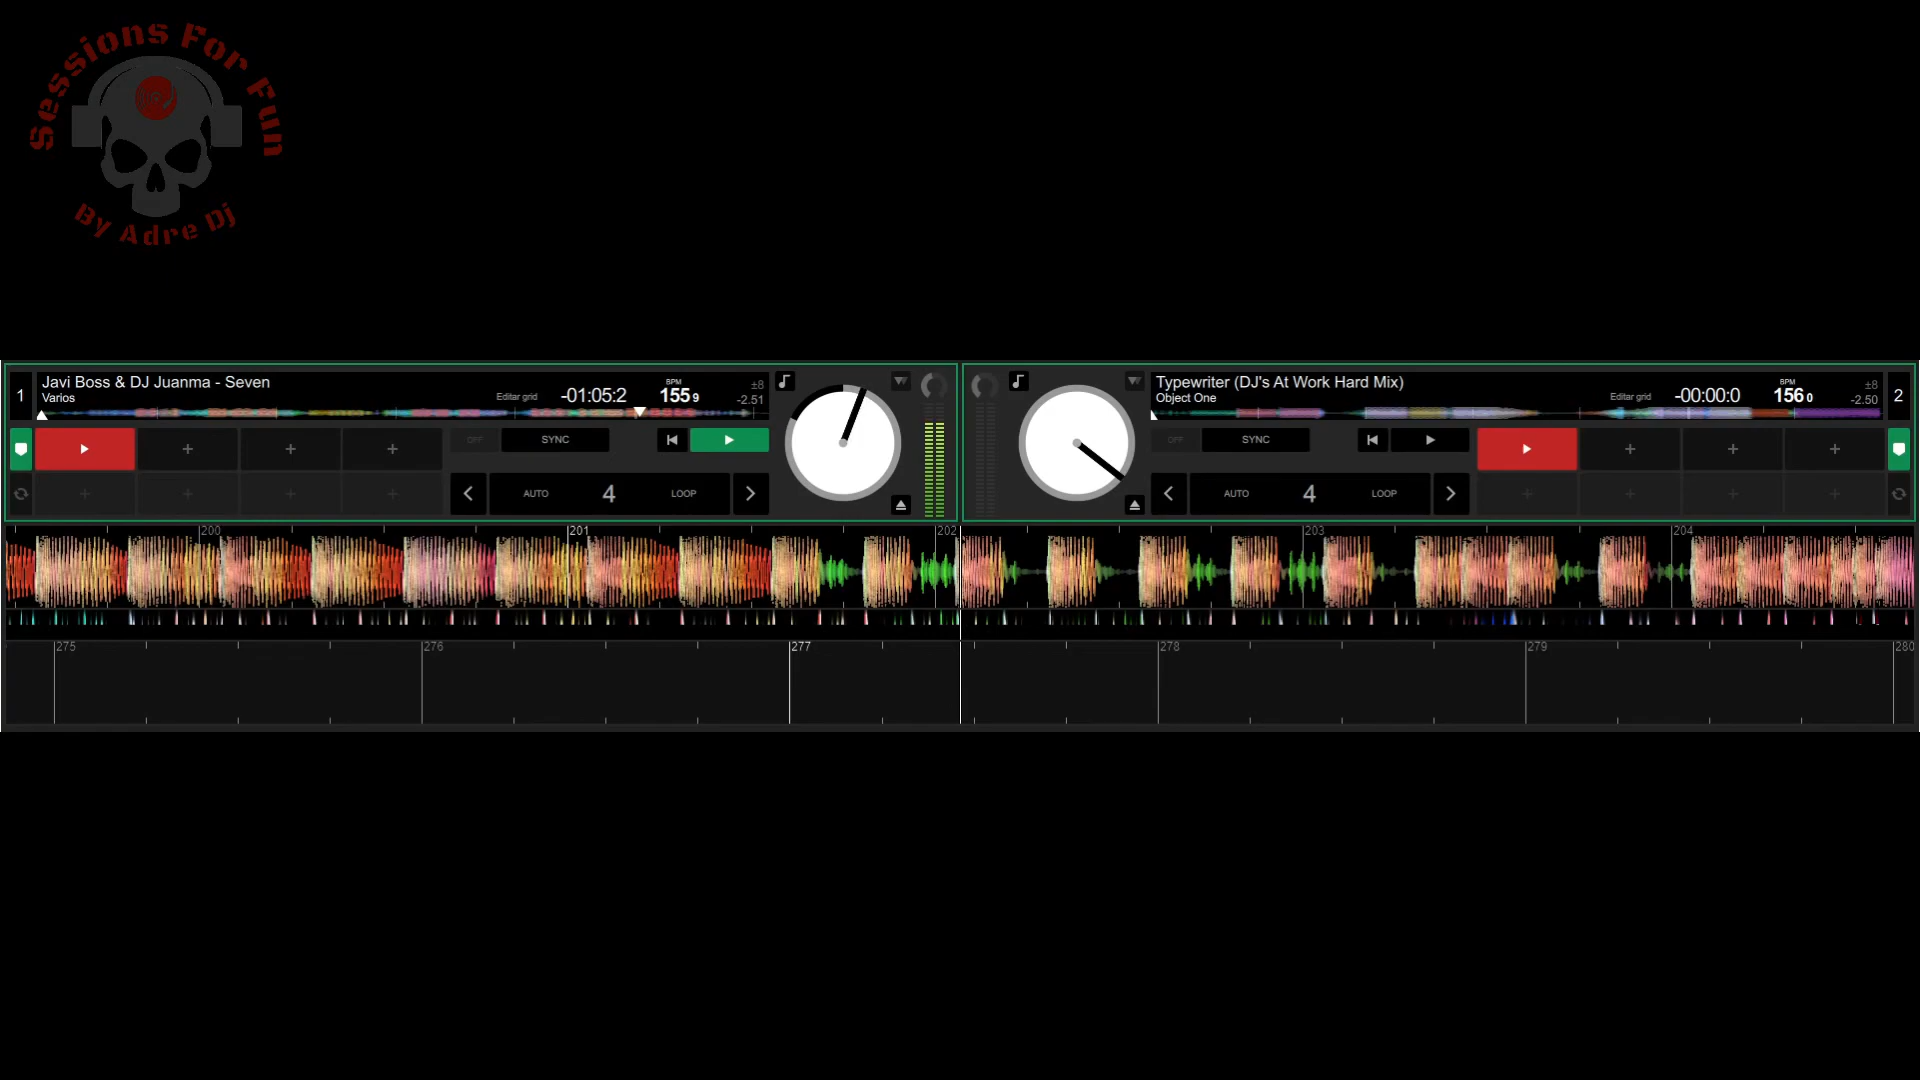 Sessions For Fun
By Adre Dj
1
Javi Boss & DJ Juanma - Seven
Varios
Editar grid
-01:05:2
BPM
155 9
±8
-2.51
OFF
SYNC
AUTO
4
LOOP
Typewriter (DJ's At Work Hard Mix)
Object One
Editar grid
-00:00:0
BPM
156 0
±8
-2.50
2
OFF
SYNC
AUTO
4
LOOP
200 201 202 203 204
275 276 277 278 279 280